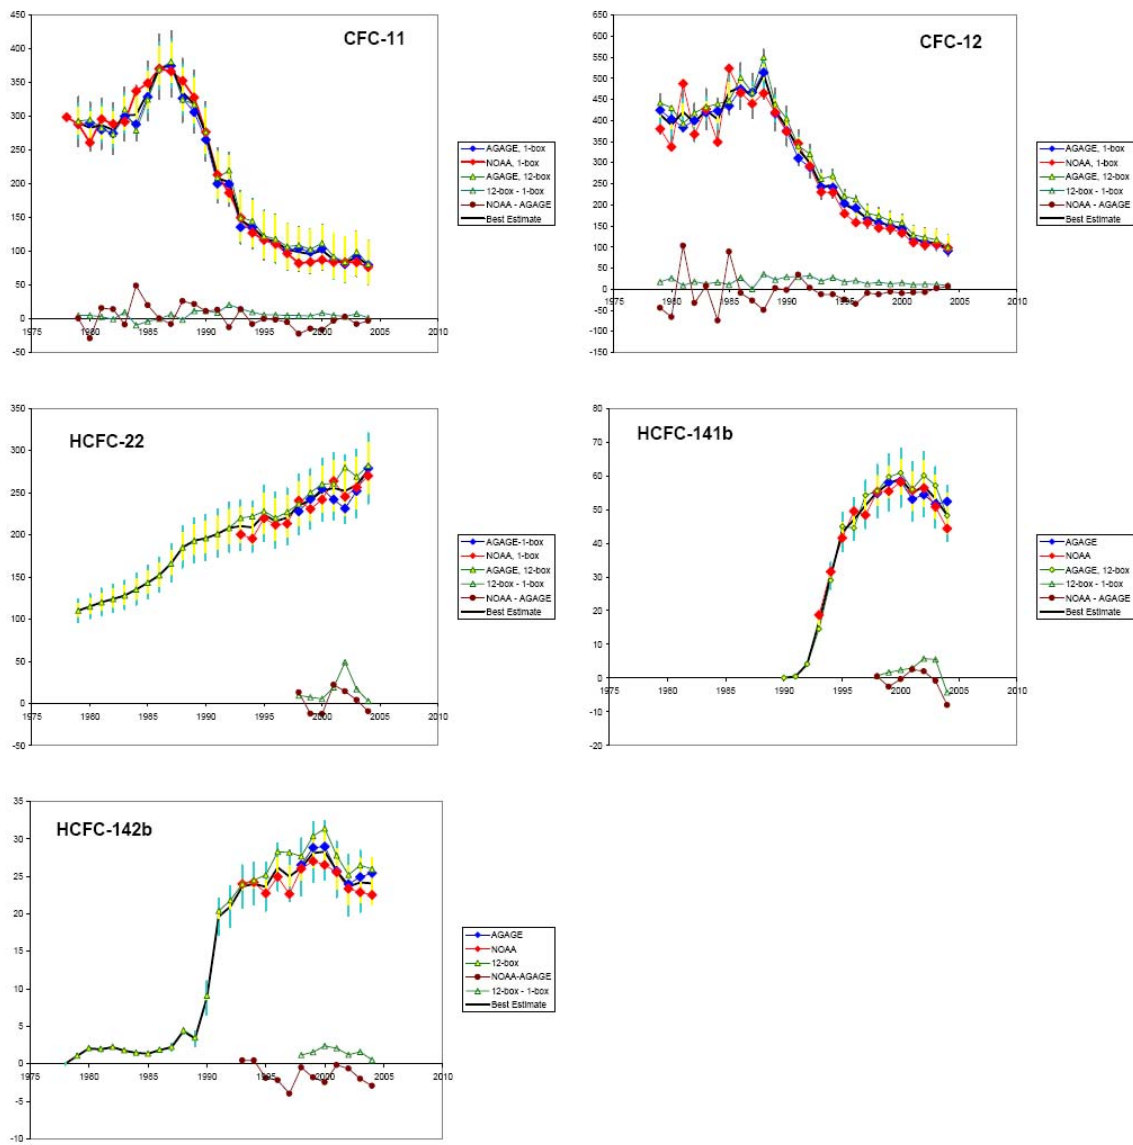 CFC-11
450
400
350
300
250
200
150
100
50
0
-50
1975 1980 1985 1990 1995 2000 2005 2010
AGAGE, 1-box
NOAA, 1-box
AGAGE, 12-box
12-box - 1-box
NOAA - AGAGE
Best Estimate
CFC-12
650
600
550
500
450
400
350
300
250
200
150
100
50
0
-50
-100
-150
1975 1980 1985 1990 1995 2000 2005 2010
AGAGE, 1-box
NOAA, 1-box
AGAGE, 12-box
12-box - 1-box
NOAA - AGAGE
Best Estimate
HCFC-22
350
300
250
200
150
100
50
0
-50
1975 1980 1985 1990 1995 2000 2005 2010
AGAGE-1-box
NOAA, 1-box
AGAGE, 12-box
12-box - 1-box
NOAA - AGAGE
Best Estimate
HCFC-141b
80
70
60
50
40
30
20
10
0
-10
-20
1975 1980 1985 1990 1995 2000 2005 2010
AGAGE
NOAA
AGAGE, 12-box
12-box - 1-box
NOAA - AGAGE
Best Estimate
HCFC-142b
35
30
25
20
15
10
5
0
-5
-10
1975 1980 1985 1990 1995 2000 2005 2010
AGAGE
NOAA
12-box
NOAA-AGAGE
12-box - 1-box
Best Estimate